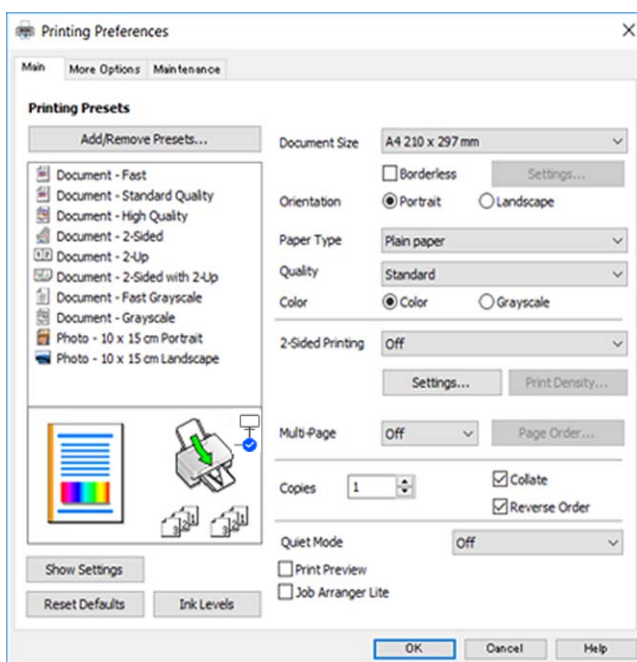 Printing Preferences
Main
More Options
Maintenance
Printing Presets
Add/Remove Presets...
Document - Fast
Document - Standard Quality
Document - High Quality
Document - 2-Sided
Document - 2-Up
Document - 2-Sided with 2-Up
Document - Fast Grayscale
Document - Grayscale
Photo - 10 x 15 cm Portrait
Photo - 10 x 15 cm Landscape
Show Settings
Reset Defaults
Ink Levels
Document Size
A4 210 x 297 mm
Borderless
Settings...
Orientation
Portrait
Landscape
Paper Type
Plain paper
Quality
Standard
Color
Color
Grayscale
2-Sided Printing
Off
Settings...
Print Density...
Multi-Page
Off
Page Order...
Copies
1
Collate
Reverse Order
Quiet Mode
Off
Print Preview
Job Arranger Lite
OK
Cancel
Help